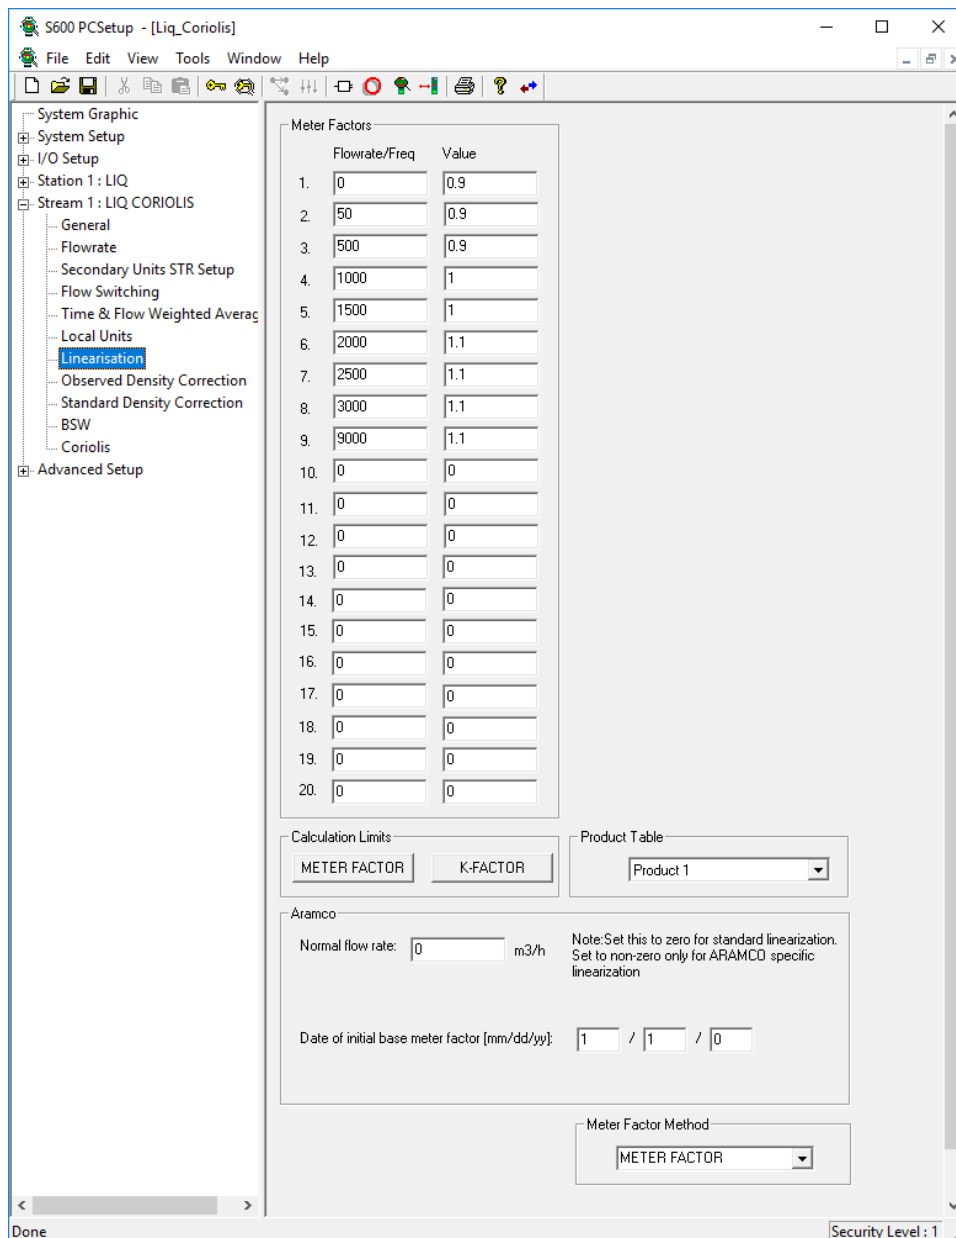 S600 PCSetup - [Liq_Coriolis]
File Edit View Tools Window Help
System Graphic
System Setup
I/O Setup
Station 1 : LIQ
Stream 1 : LIQ CORIOLIS
General
Flowrate
Secondary Units STR Setup
Flow Switching
Time & Flow Weighted Averag
Local Units
Linearisation
Observed Density Correction
Standard Density Correction
BSW
Coriolis
Advanced Setup
Meter Factors
Flowrate/Freq Value
1. 0 0.9
2. 50 0.9
3. 500 0.9
4. 1000 1
5. 1500 1
6. 2000 1.1
7. 2500 1.1
8. 3000 1.1
9. 9000 1.1
10. 0 0
11. 0 0
12. 0 0
13. 0 0
14. 0 0
15. 0 0
16. 0 0
17. 0 0
18. 0 0
19. 0 0
20. 0 0
Calculation Limits
METER FACTOR K-FACTOR
Product Table
Product 1
Aramco
Normal flow rate: 0 m3/h
Note:Set this to zero for standard linearization.
Set to non-zero only for ARAMCO specific
linearization
Date of initial base meter factor [mm/dd/yy]: 1 / 1 / 0
Meter Factor Method
METER FACTOR
Done
Security Level : 1